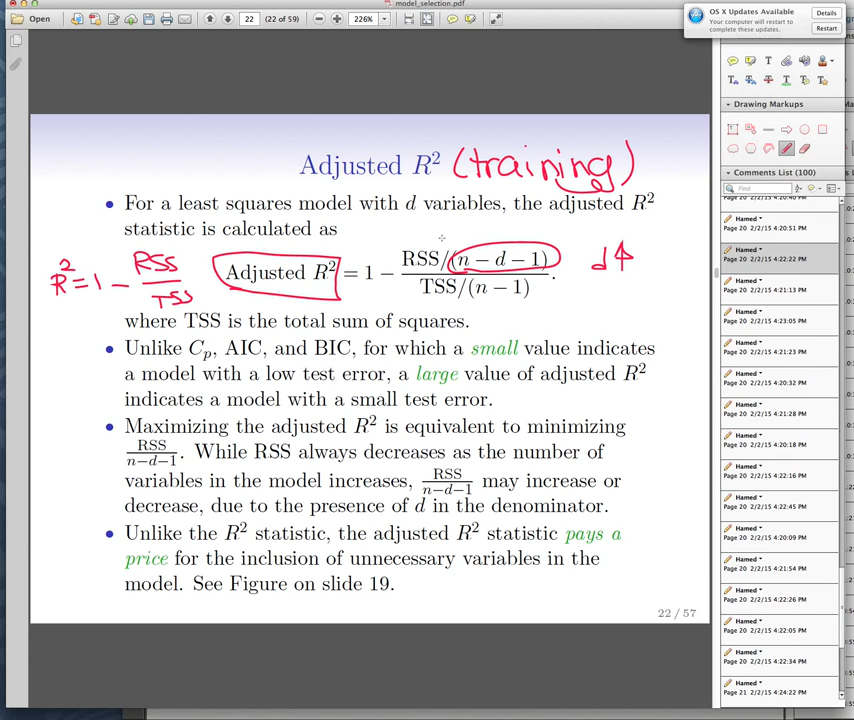 model_selection.pdf
Open
22
(22 of 59)
226%
OS X Updates Available
Your computer will restart to complete these updates.
Details
Restart
Adjusted R² (training)
• For a least squares model with d variables, the adjusted R²
statistic is calculated as
R² = 1 - RSS/TSS
Adjusted R² = 1 − RSS/(n − d − 1) / TSS/(n − 1).
d↑
where TSS is the total sum of squares.
• Unlike Cp, AIC, and BIC, for which a small value indicates
a model with a low test error, a large value of adjusted R²
indicates a model with a small test error.
• Maximizing the adjusted R² is equivalent to minimizing
RSS/n−d−1. While RSS always decreases as the number of
variables in the model increases, RSS/n−d−1 may increase or
decrease, due to the presence of d in the denominator.
• Unlike the R² statistic, the adjusted R² statistic pays a
price for the inclusion of unnecessary variables in the
model. See Figure on slide 19.
22 / 57
Drawing Markups
Comments List (100)
Find
Page 20 2/2/15 4:20:40 PM
Hamed
Page 20 2/2/15 4:20:51 PM
Hamed
Page 20 2/2/15 4:22:22 PM
Hamed
Page 20 2/2/15 4:21:13 PM
Hamed
Page 20 2/2/15 4:23:05 PM
Hamed
Page 20 2/2/15 4:21:23 PM
Hamed
Page 20 2/2/15 4:20:32 PM
Hamed
Page 20 2/2/15 4:21:28 PM
Hamed
Page 20 2/2/15 4:20:18 PM
Hamed
Page 20 2/2/15 4:22:16 PM
Hamed
Page 20 2/2/15 4:22:45 PM
Hamed
Page 20 2/2/15 4:20:09 PM
Hamed
Page 20 2/2/15 4:21:54 PM
Hamed
Page 20 2/2/15 4:22:26 PM
Hamed
Page 20 2/2/15 4:22:05 PM
Hamed
Page 20 2/2/15 4:22:34 PM
Hamed
Page 21 2/2/15 4:24:22 PM